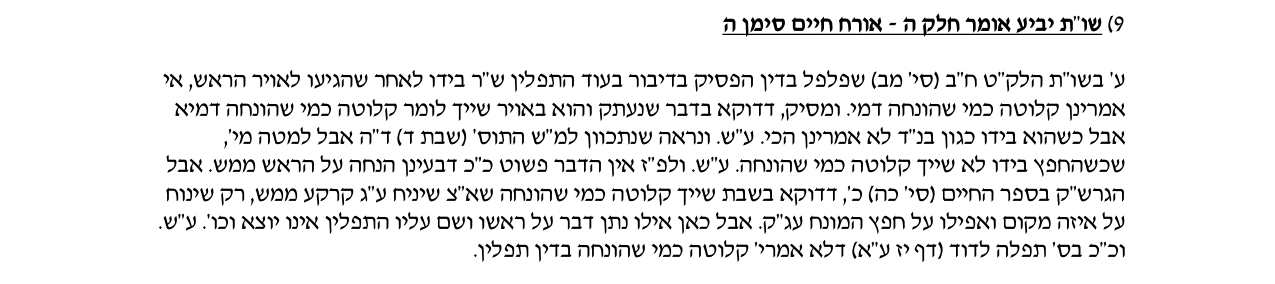 9) שו"ת יביע אומר חלק ה - אורח חיים סימן ה
ע' בשו"ת הלק"ט ח"ב (סי' מב) שפלפל בדין הפסיק בדיבור בעוד התפלין ש"ר בידו לאחר שהגיעו לאויר הראש, אי
אמרינן קלוטה כמי שהונחה דמי. ומסיק, דדוקא בדבר שנעתק והוא באויר שייך לומר קלוטה כמי שהונחה דמיא
אבל כשהוא בידו כגון בנ"ד לא אמרינן הכי. ע"ש. ונראה שנתכוון למ"ש התוס' (שבת ד) ד"ה אבל למטה מי',
שכשהחפץ בידו לא שייך קלוטה כמי שהונחה. ע"ש. ולפ"ז אין הדבר פשוט כ"כ דבעינן הנחה על הראש ממש. אבל
הגרש"ק בספר החיים (סי' כה) כ', דדוקא בשבת שייך קלוטה כמי שהונחה שא"צ שיניח ע"ג קרקע ממש, רק שינוח
על איזה מקום ואפילו על חפץ המונח עג"ק. אבל כאן אילו נתן דבר על ראשו ושם עליו התפלין אינו יוצא וכו'. ע"ש.
וכ"כ בס' תפלה לדוד (דף יז ע"א) דלא אמרי' קלוטה כמי שהונחה בדין תפלין.